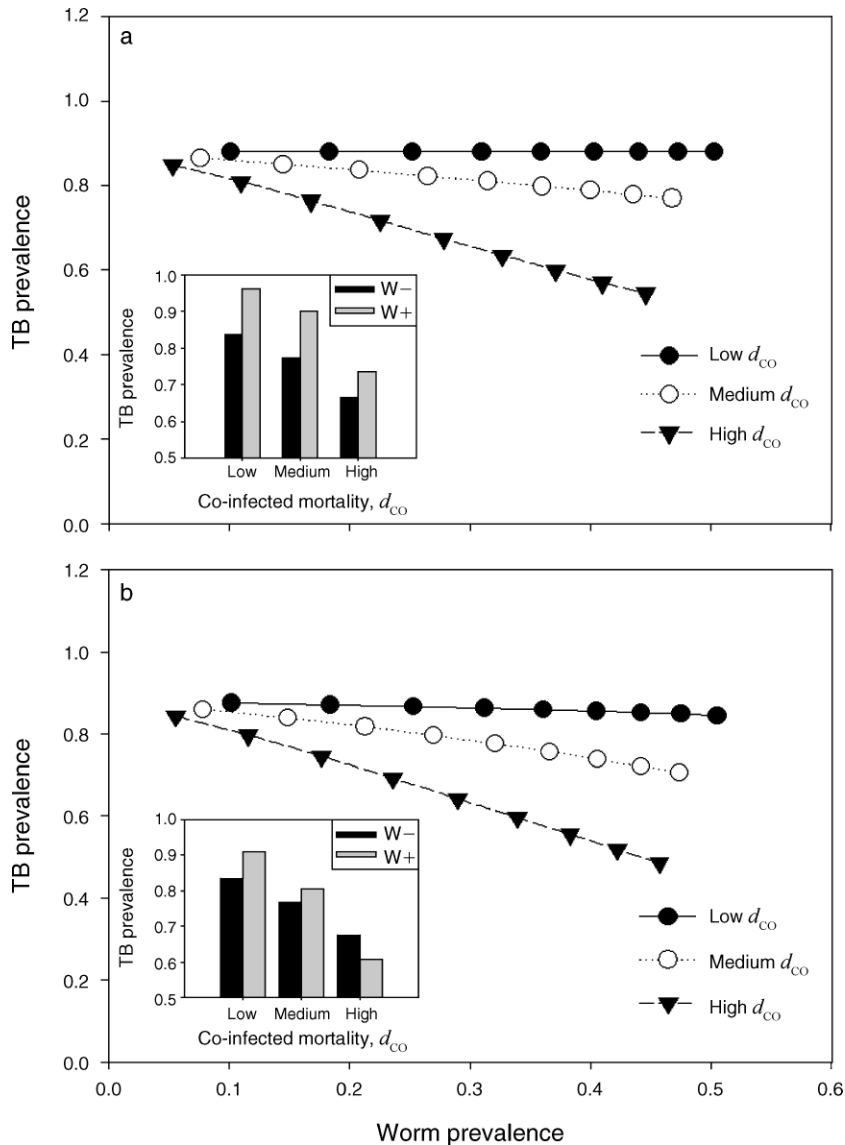 a
1.2
1.0
0.8
0.6
0.4
0.2
0.0
TB prevalence
Low dCO
Medium dCO
High dCO
1.0
0.9
0.8
0.7
0.6
0.5
TB prevalence
W−
W+
Low Medium High
Co-infected mortality, dCO
b
1.2
1.0
0.8
0.6
0.4
0.2
0.0
TB prevalence
Low dCO
Medium dCO
High dCO
1.0
0.9
0.8
0.7
0.6
0.5
TB prevalence
W−
W+
Low Medium High
Co-infected mortality, dCO
0.0 0.1 0.2 0.3 0.4 0.5 0.6
Worm prevalence